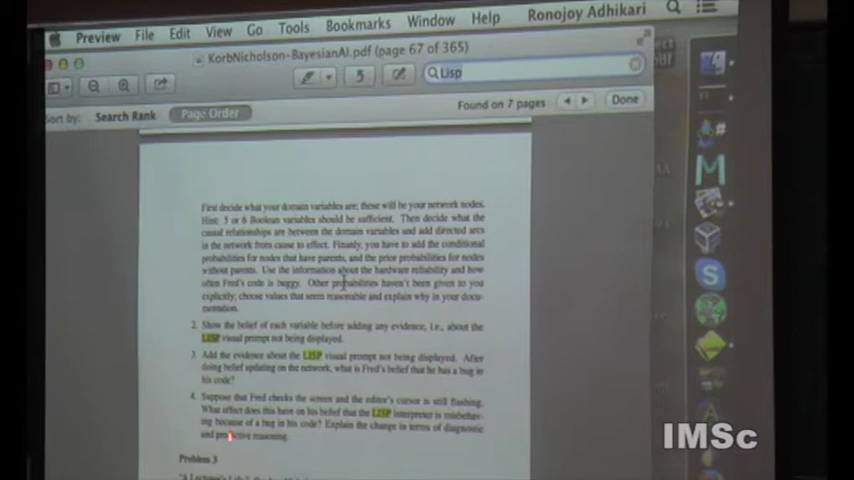 Preview File Edit View Go Tools Bookmarks Window Help Ronojoy Adhikari
KorbNicholson-BayesianAI.pdf (page 67 of 365)
Lisp
Sort by: Search Rank Page Order Found on 7 pages Done
First decide what your domain variables are; these will be your network nodes.
Hint: 5 or 6 Boolean variables should be sufficient. Then decide what the
causal relationships are between the domain variables and add directed arcs
in the network from cause to effect. Finanly, you have to add the conditional
probabilities for nodes that have parents, and the prior probabilities for nodes
without parents. Use the information about the hardware reliability and how
often Fred's code is buggy. Other probabilities haven't been given to you
explicitly; choose values that seem reasonable and explain why in your docu-
mentation.
2. Show the belief of each variable before adding any evidence, i.e., about the
LISP visual prompt not being displayed.
3. Add the evidence about the LISP visual prompt not being displayed. After
doing belief updating on the network, what is Fred's belief that he has a bug in
his code?
4. Suppose that Fred checks the screen and the editor's cursor is still flashing.
What effect does this have on his belief that the LISP interpreter is misbehav-
ing because of a bug in his code? Explain the change in terms of diagnostic
and predictive reasoning.
Problem 3
IMSc